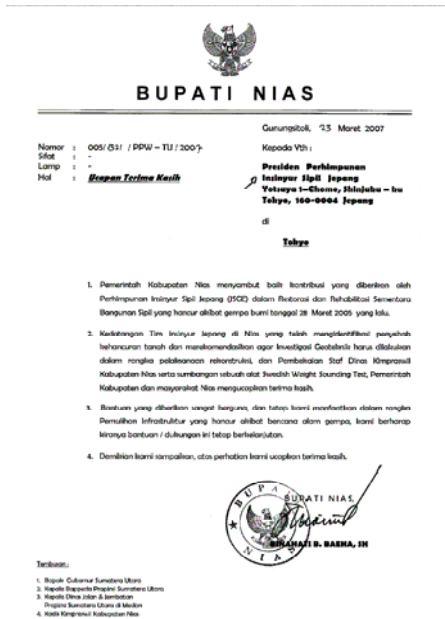 BUPATI NIAS
Gunungsitoli, 23 Maret 2007
Nomor : 005/ /PPW – TU / 2007
Sifat : -
Lamp : -
Hal : Ucapan Terima Kasih
Kepada Yth :
Presiden Perhimpunan
Insinyur Sipil Jepang
Yotsuya 1–Chome, Shinjuku – ku
Tokyo, 160-0004 Jepang
di
Tokyo
1. Pemerintah Kabupaten Nias menyambut baik kontribusi yang diberikan oleh
Perhimpunan Insinyur Sipil Jepang (JSCE) dalam Restorasi dan Rehabilitasi Sementara
Bangunan Sipil yang hancur akibat gempa bumi tanggal 28 Maret 2005 yang lalu.
2. Kedatangan Tim Insinyur Jepang di Nias yang telah mengidentifikasi penyebab
kehancuran tanah dan merekomendasikan agar Investigasi Geoteknis harus dilakukan
dalam rangka pelaksanaan rekonstruksi, dan Pembekalan Staf Dinas Kimpraswil
Kabupaten Nias serta sumbangan sebuah alat Swedish Weight Sounding Test, Pemerintah
Kabupaten dan masyarakat Nias mengucapkan terima kasih.
3. Bantuan yang diberikan sangat berguna, dan tetap kami manfaatkan dalam rangka
Pemulihan Infrastruktur yang hancur akibat bencana alam gempa, kami berharap
kiranya bantuan / dukungan ini tetap berkelanjutan.
4. Demikian kami sampaikan, atas perhatian kami ucapkan terima kasih.
BUPATI NIAS,
BUPATI
NIAS
BINAHATI B. BAEHA, SH
Tembusan :
1. Bapak Gubernur Sumatera Utara
2. Kepala Bappeda Propinsi Sumatera Utara
3. Kepala Dinas Jalan & Jembatan
Propinsi Sumatera Utara di Medan
4. Kadis Kimpraswil Kabupaten Nias